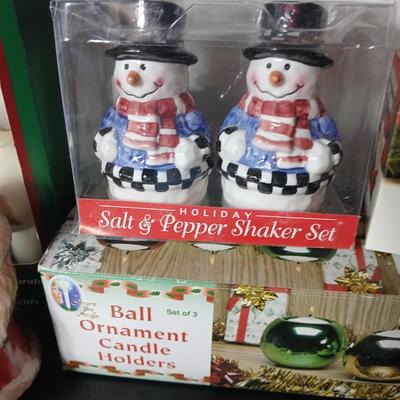 HOLIDAY
Salt & Pepper Shaker Set
Ball
Ornament
Candle
Holders
Set of 3